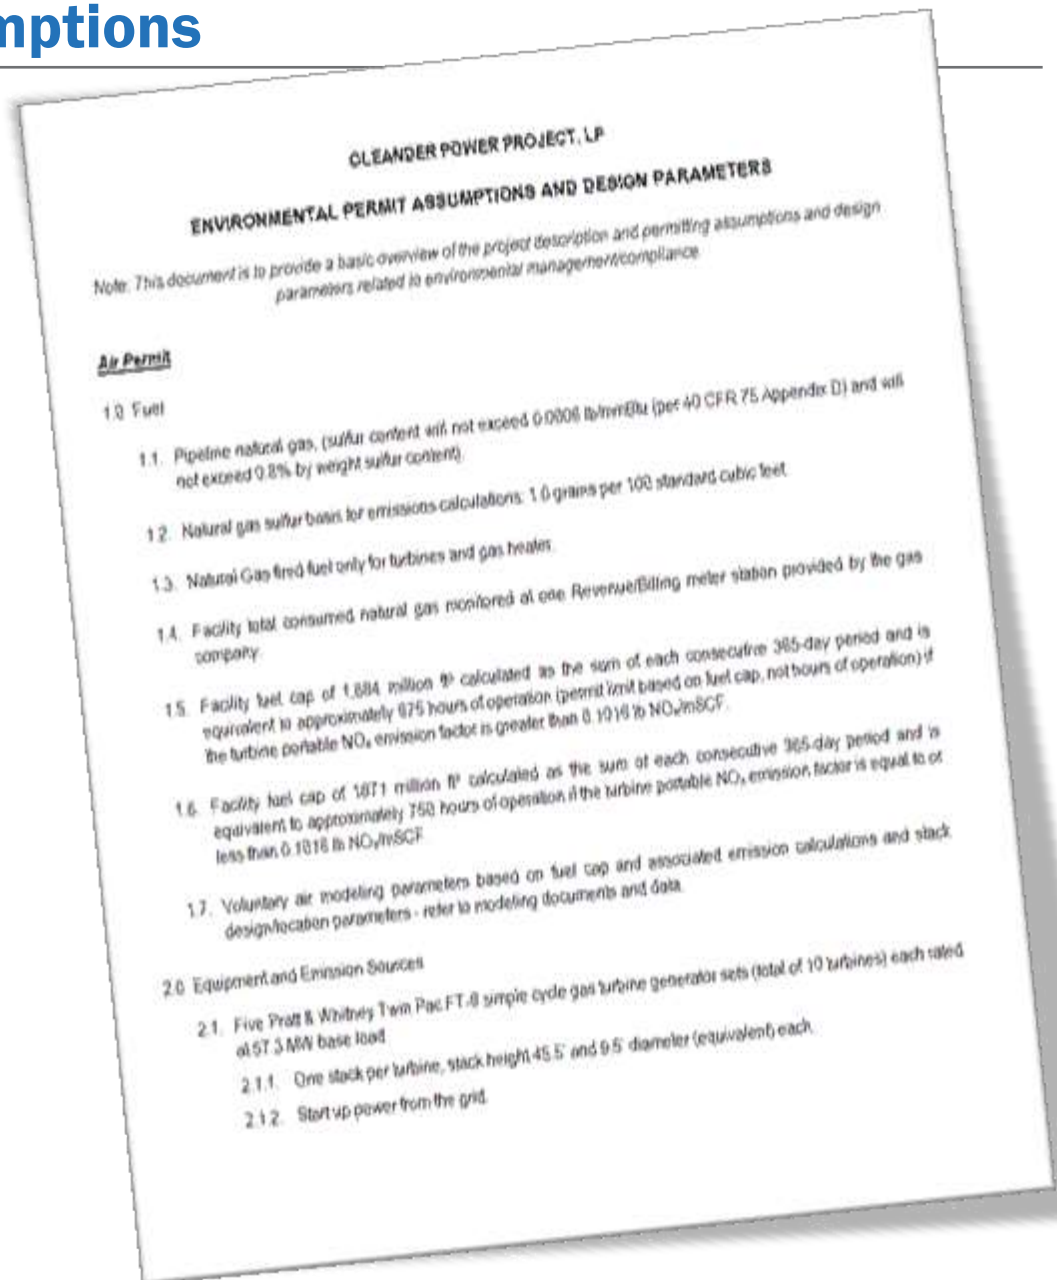 mptions
OLEANDER POWER PROJECT, LP
ENVIRONMENTAL PERMIT ASSUMPTIONS AND DESIGN PARAMETERS
Note: This document is to provide a basic overview of the project description and permitting assumptions and design
parameters related to environmental management/compliance.
Air Permit
1.0 Fuel
1.1. Pipeline natural gas, (sulfur content will not exceed 0.0006 lb/mmBtu (per 40 CFR 75 Appendix D) and will
not exceed 0.8% by weight sulfur content).
1.2. Natural gas sulfur basis for emissions calculations: 1.0 grams per 100 standard cubic feet.
1.3. Natural Gas fired fuel only for turbines and gas heater.
1.4. Facility total consumed natural gas monitored at one Revenue/Billing meter station provided by the gas
company.
1.5. Facility fuel cap of 1,684 million ft³ calculated as the sum of each consecutive 365-day period and is
equivalent to approximately 675 hours of operation (permit limit based on fuel cap, not hours of operation) if
the turbine portable NOₓ emission factor is greater than 0.1016 lb NOₓ/mSCF.
1.6. Facility fuel cap of 1871 million ft³ calculated as the sum of each consecutive 365-day period and is
equivalent to approximately 750 hours of operation if the turbine portable NOₓ emission factor is equal to or
less than 0.1016 lb NOₓ/mSCF
1.7. Voluntary air modeling parameters based on fuel cap and associated emission calculations and stack
design/location parameters - refer to modeling documents and data.
2.0 Equipment and Emission Sources
2.1. Five Pratt & Whitney Twin Pac FT-8 simple cycle gas turbine generator sets (total of 10 turbines) each rated
at 57.3 MW base load
2.1.1. One stack per turbine, stack height 45.5' and 9.5' diameter (equivalent) each.
2.1.2. Start up power from the grid.